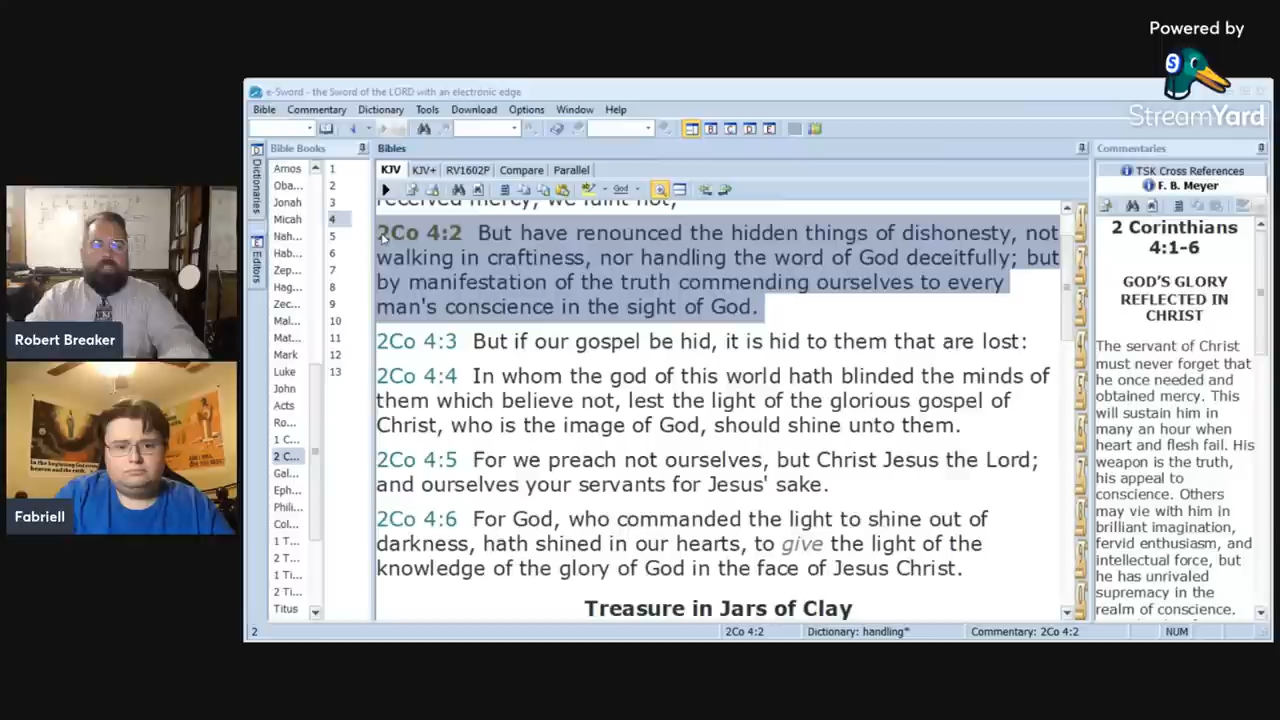 Powered by
S
StreamYard
e-Sword - the Sword of the LORD with an electronic edge
Bible Commentary Dictionary Tools Download Options Window Help
B C D E
Dictionaries
Editors
Bible Books
Amos
Oba...
Jonah
Micah
Nah...
Hab...
Zep...
Hag...
Zec...
Mal...
Mat...
Mark
Luke
John
Acts
Ro...
1 C...
2 C...
Gal...
Eph...
Phili...
Col...
1 T...
2 T...
1 Ti...
2 Ti...
Titus
1
2
3
4
5
6
7
8
9
10
11
12
13
Bibles
KJV KJV+ RV1602P Compare Parallel
God
received mercy, we faint not;
2Co 4:2 But have renounced the hidden things of dishonesty, not
walking in craftiness, nor handling the word of God deceitfully; but
by manifestation of the truth commending ourselves to every
man's conscience in the sight of God.
2Co 4:3 But if our gospel be hid, it is hid to them that are lost:
2Co 4:4 In whom the god of this world hath blinded the minds of
them which believe not, lest the light of the glorious gospel of
Christ, who is the image of God, should shine unto them.
2Co 4:5 For we preach not ourselves, but Christ Jesus the Lord;
and ourselves your servants for Jesus' sake.
2Co 4:6 For God, who commanded the light to shine out of
darkness, hath shined in our hearts, to give the light of the
knowledge of the glory of God in the face of Jesus Christ.
Treasure in Jars of Clay
Commentaries
TSK Cross References
F. B. Meyer
2 Corinthians
4:1-6
GOD'S GLORY
REFLECTED IN
CHRIST
The servant of Christ
must never forget that
he once needed and
obtained mercy. This
will sustain him in
many an hour when
heart and flesh fail. His
weapon is the truth,
his appeal to
conscience. Others
may vie with him in
brilliant imagination,
fervid enthusiasm, and
intellectual force, but
he has unrivaled
supremacy in the
realm of conscience.
2 2Co 4:2 Dictionary: handling* Commentary: 2Co 4:2 NUM
Robert Breaker
In the beginning God
heaven and the earth.
Fabriell